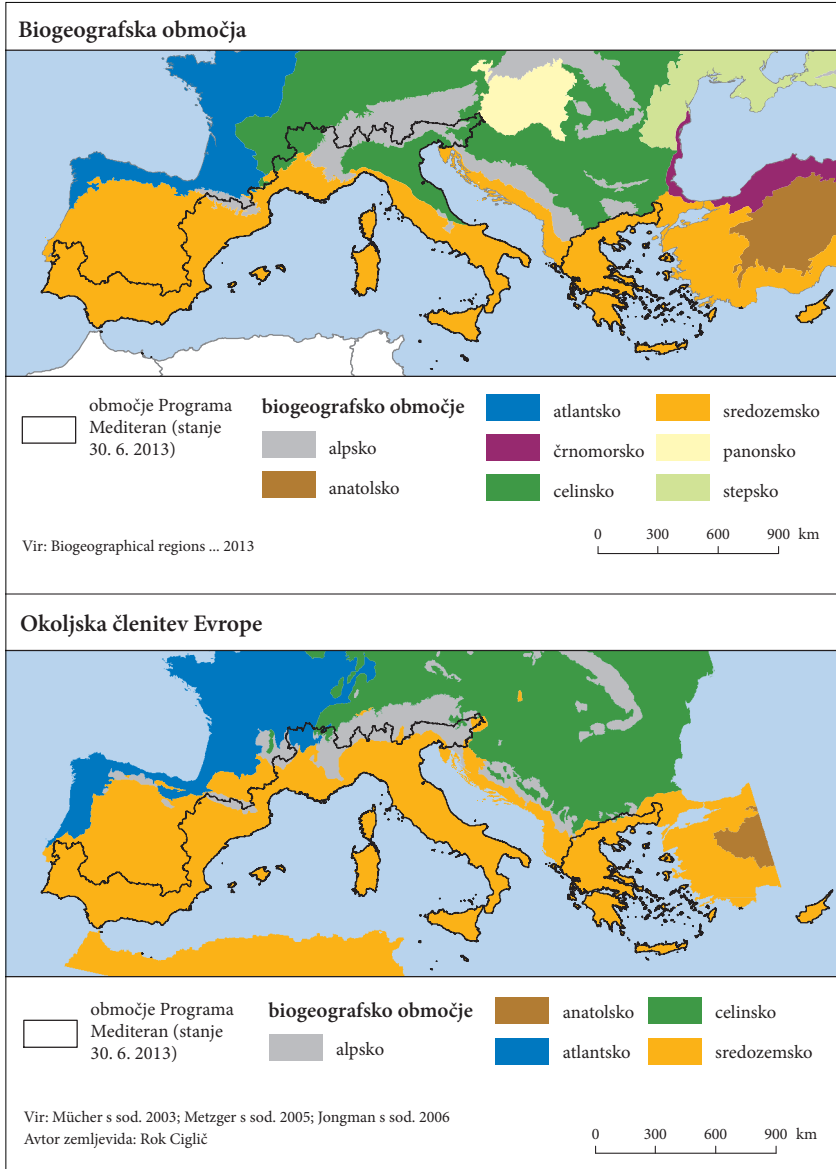 Biogeografska območja
območje Programa
Mediteran (stanje
30. 6. 2013)
biogeografsko območje
alpsko
anatolsko
atlantsko
črnomorsko
celinsko
sredozemsko
panonsko
stepsko
Vir: Biogeographical regions ... 2013
0 300 600 900 km
Okoljska členitev Evrope
območje Programa
Mediteran (stanje
30. 6. 2013)
biogeografsko območje
alpsko
anatolsko
atlantsko
celinsko
sredozemsko
Vir: Mücher s sod. 2003; Metzger s sod. 2005; Jongman s sod. 2006
Avtor zemljevida: Rok Ciglič
0 300 600 900 km